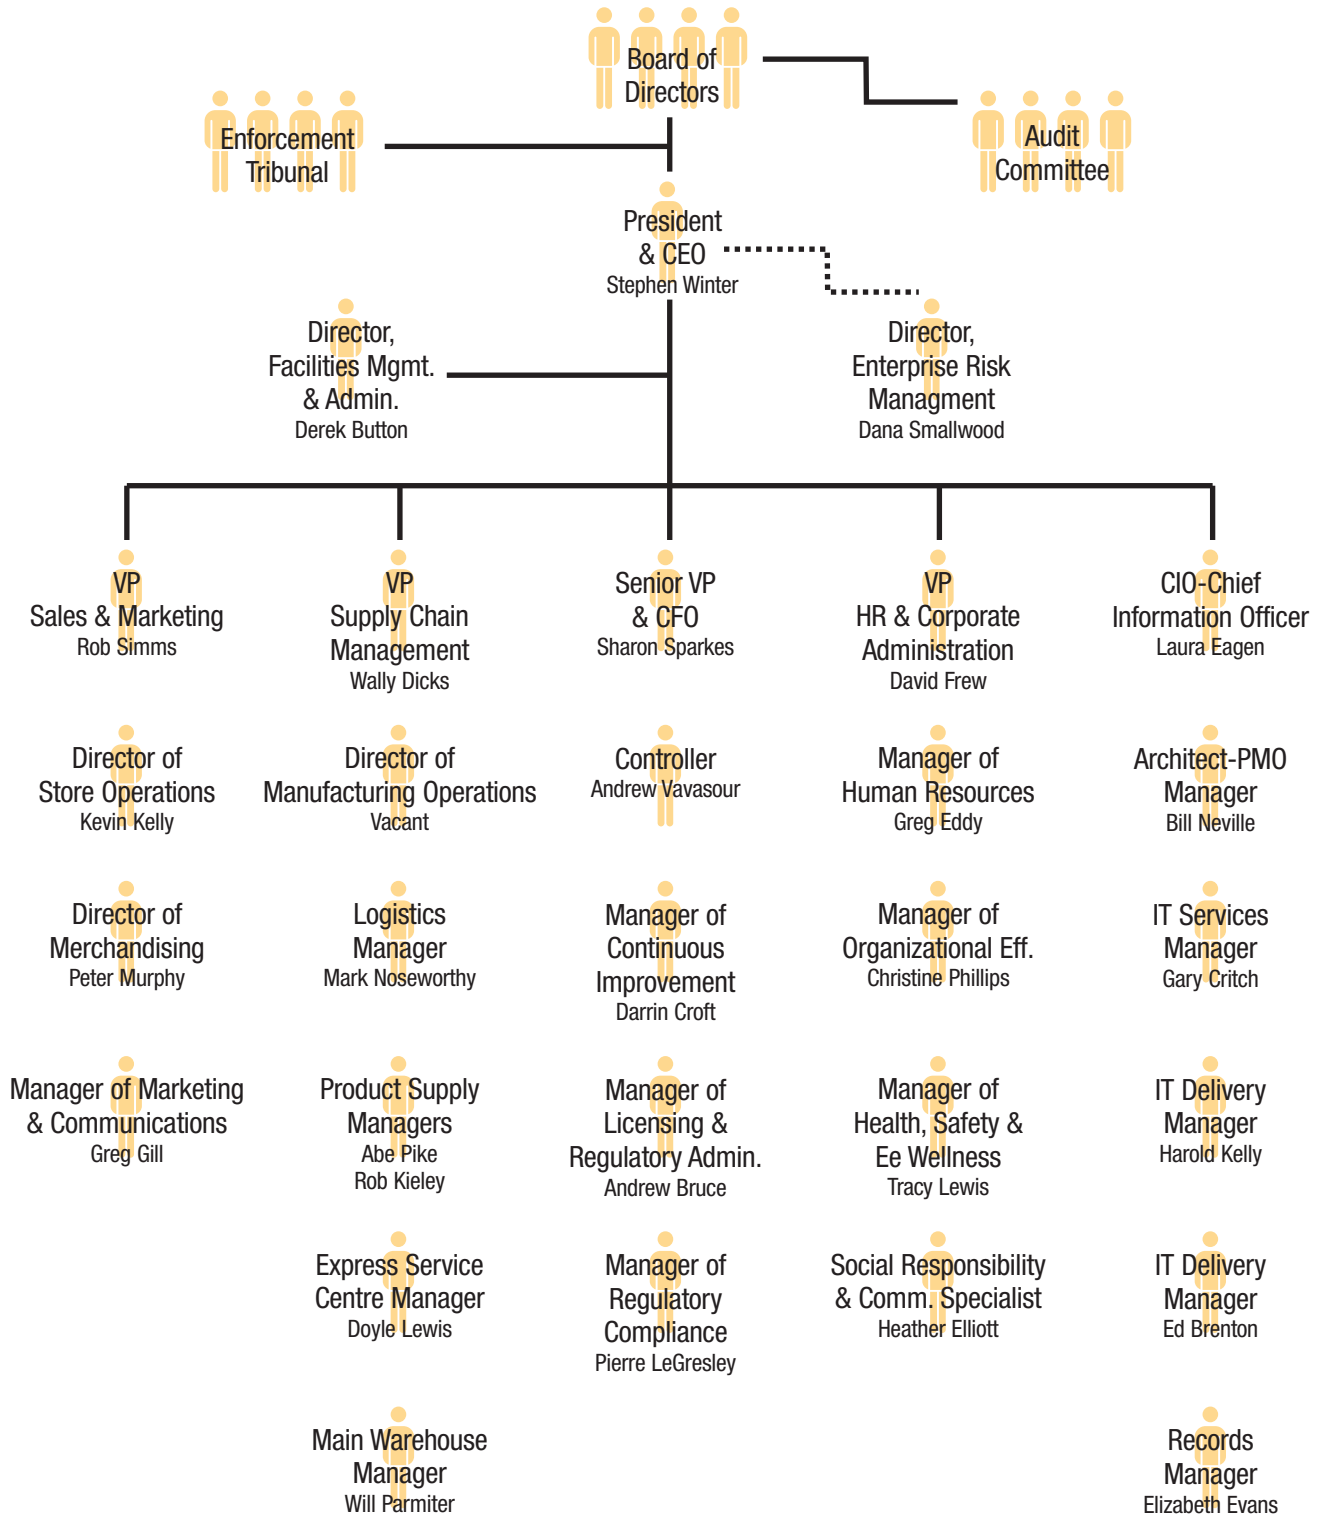 Board of
Directors
Enforcement
Tribunal
Audit
Committee
President
& CEO
Stephen Winter
Director,
Facilities Mgmt.
& Admin.
Derek Button
Director,
Enterprise Risk
Managment
Dana Smallwood
VP
Sales & Marketing
Rob Simms
VP
Supply Chain
Management
Wally Dicks
Senior VP
& CFO
Sharon Sparkes
VP
HR & Corporate
Administration
David Frew
CIO-Chief
Information Officer
Laura Eagen
Director of
Store Operations
Kevin Kelly
Director of
Manufacturing Operations
Vacant
Controller
Andrew Vavasour
Manager of
Human Resources
Greg Eddy
Architect-PMO
Manager
Bill Neville
Director of
Merchandising
Peter Murphy
Logistics
Manager
Mark Noseworthy
Manager of
Continuous
Improvement
Darrin Croft
Manager of
Organizational Eff.
Christine Phillips
IT Services
Manager
Gary Critch
Manager of Marketing
& Communications
Greg Gill
Product Supply
Managers
Abe Pike
Rob Kieley
Manager of
Licensing &
Regulatory Admin.
Andrew Bruce
Manager of
Health, Safety &
Ee Wellness
Tracy Lewis
IT Delivery
Manager
Harold Kelly
Express Service
Centre Manager
Doyle Lewis
Manager of
Regulatory
Compliance
Pierre LeGresley
Social Responsibility
& Comm. Specialist
Heather Elliott
IT Delivery
Manager
Ed Brenton
Main Warehouse
Manager
Will Parmiter
Records
Manager
Elizabeth Evans